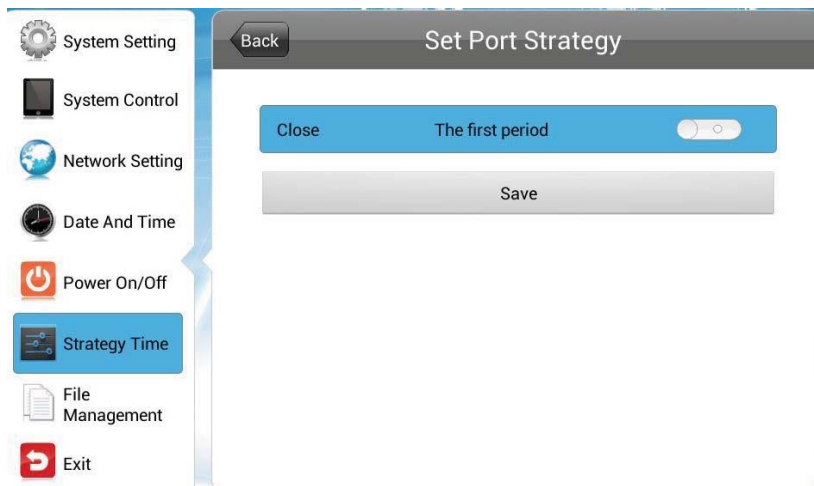 System Setting
System Control
Network Setting
Date And Time
Power On/Off
Strategy Time
File
Management
Exit
Back
Set Port Strategy
Close The first period
Save